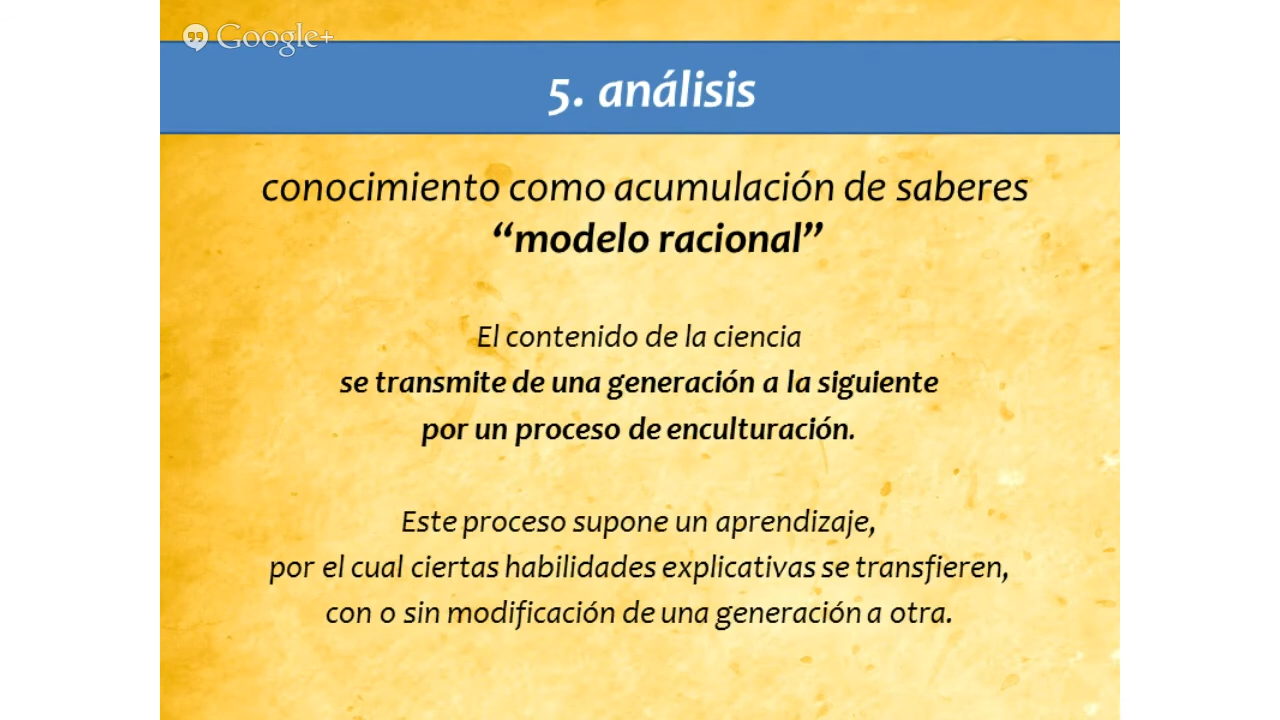 Google+
5. análisis
conocimiento como acumulación de saberes
“modelo racional”
El contenido de la ciencia
se transmite de una generación a la siguiente
por un proceso de enculturación.
Este proceso supone un aprendizaje,
por el cual ciertas habilidades explicativas se transfieren,
con o sin modificación de una generación a otra.